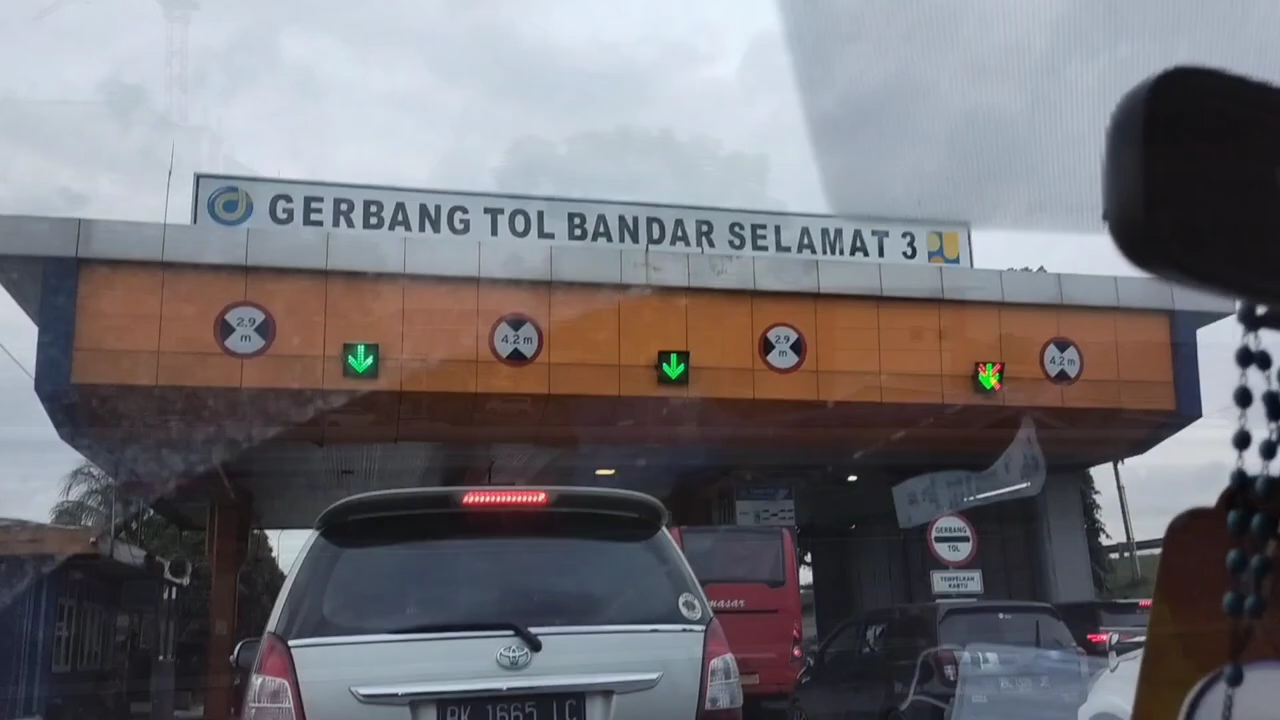 GERBANG TOL BANDAR SELAMAT 3
2,9
m
4,2 m
2,9
m
4,2 m
GERBANG
TOL
TEMPELKAN
KARTU
BK 1665 LC